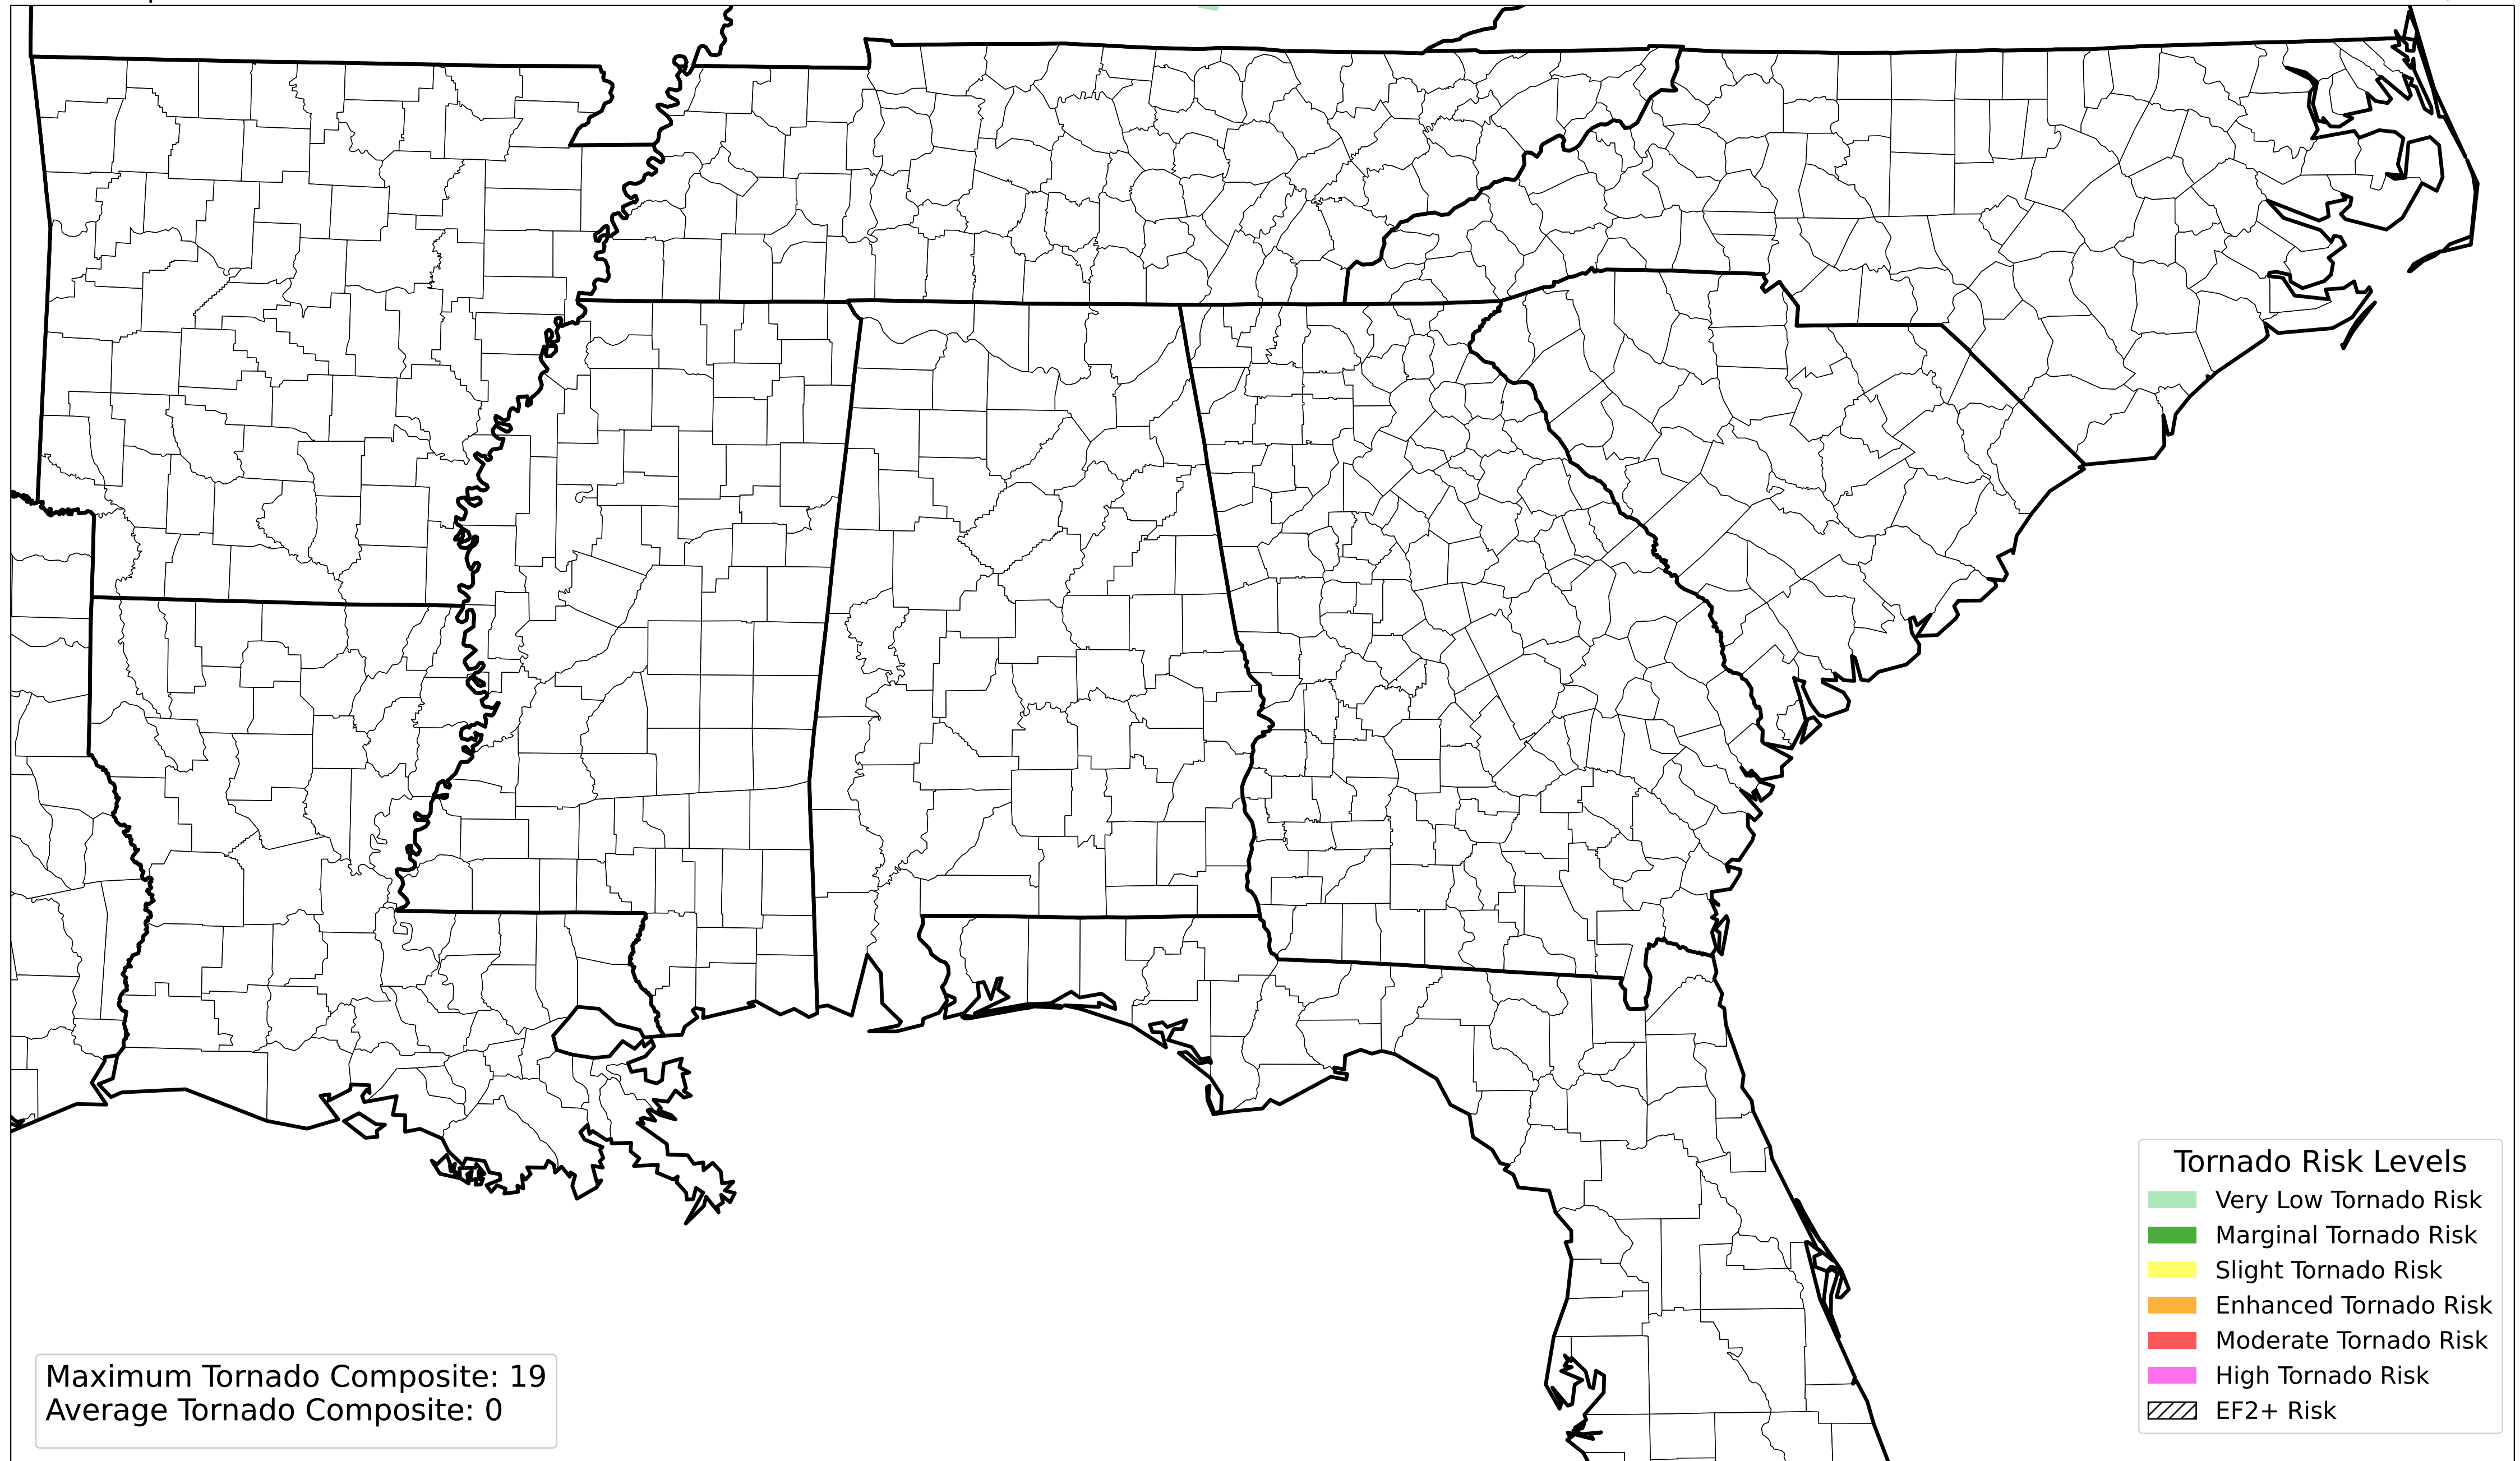 Tornado Risk Levels
Very Low Tornado Risk
Marginal Tornado Risk
Slight Tornado Risk
Enhanced Tornado Risk
Moderate Tornado Risk
High Tornado Risk
EF2+ Risk
Maximum Tornado Composite: 19
Average Tornado Composite: 0